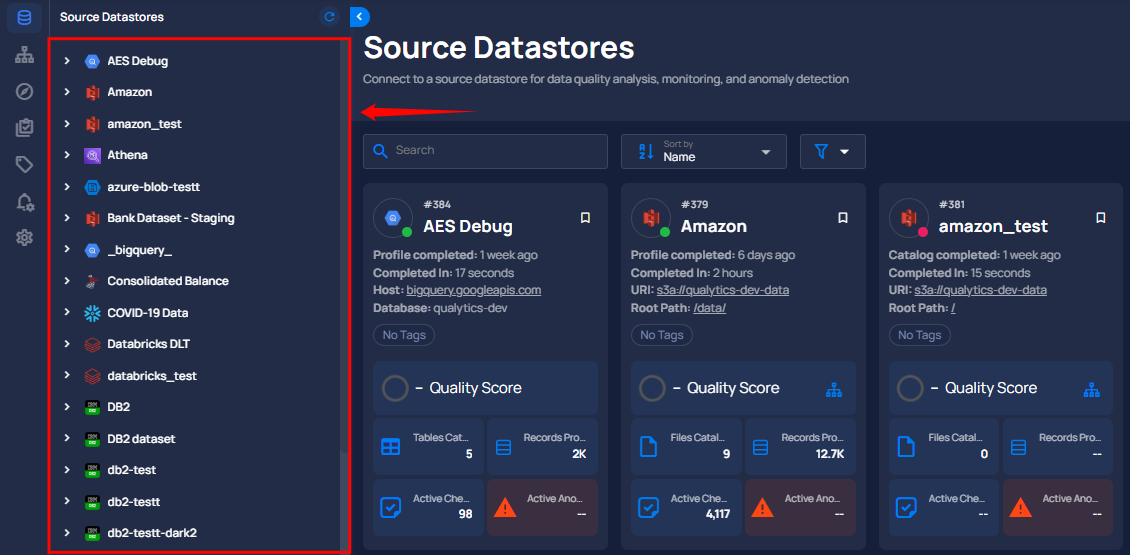 Source Datastores
AES Debug
Amazon
amazon_test
Athena
azure-blob-testt
Bank Dataset - Staging
_bigquery_
Consolidated Balance
COVID-19 Data
Databricks DLT
databricks_test
DB2
DB2 dataset
db2-test
db2-testt
db2-testt-dark2
Source Datastores
Connect to a source datastore for data quality analysis, monitoring, and anomaly detection
Search
Sort by
Name
#384
AES Debug
Profile completed: 1 week ago
Completed In: 17 seconds
Host: bigquery.googleapis.com
Database: qualytics-dev
No Tags
– Quality Score
Tables Cat...
5
Records Pro...
2K
Active Che...
98
Active Ano...
--
#379
Amazon
Profile completed: 6 days ago
Completed In: 2 hours
URI: s3a://qualytics-dev-data
Root Path: /data/
No Tags
– Quality Score
Files Catal...
9
Records Pro...
12.7K
Active Che...
4,117
Active Ano...
--
#381
amazon_test
Catalog completed: 1 week ago
Completed In: 15 seconds
URI: s3a://qualytics-dev-data
Root Path: /
No Tags
– Quality Score
Files Catal...
0
Records Pro...
--
Active Che...
--
Active Ano...
--